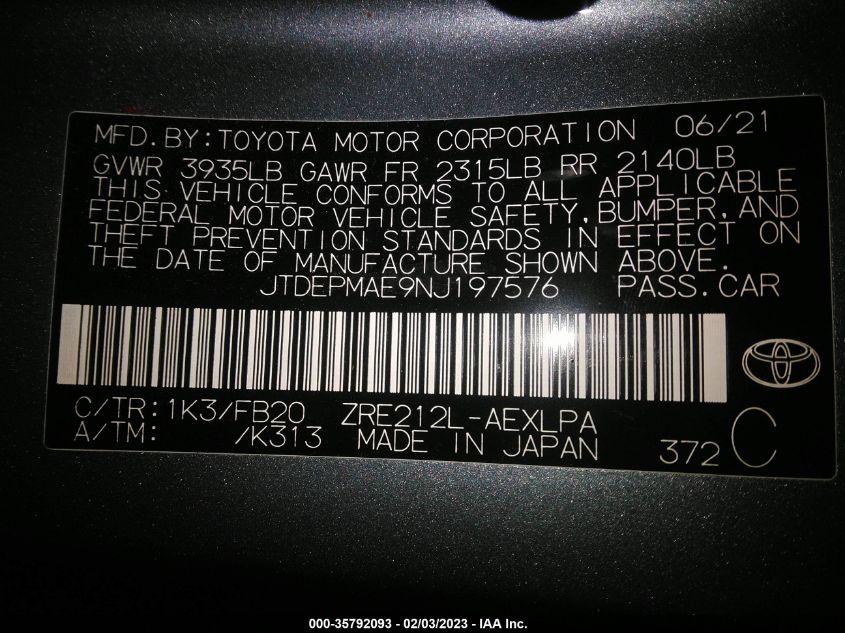 MFD.BY:TOYOTA MOTOR CORPORATION 06/21
GVWR 3935LB GAWR FR 2315LB RR 2140LB
THIS VEHICLE CONFORMS TO ALL APPLICABLE
FEDERAL MOTOR VEHICLE SAFETY,BUMPER,AND
THEFT PREVENTION STANDARDS IN EFFECT ON
THE DATE OF MANUFACTURE SHOWN ABOVE.
JTDEPMAE9NJ197576 PASS.CAR
C/TR:1K3/FB20 ZRE212L-AEXLPA
A/TM: /K313 MADE IN JAPAN 372 C
000-35792093 - 02/03/2023 - IAA Inc.